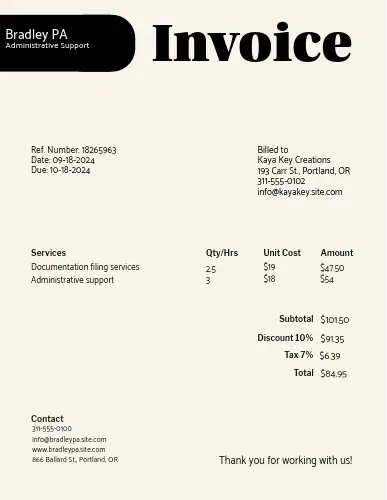 Bradley PA
Administrative Support
Invoice
Ref. Number: 18265963
Date: 09-18-2024
Due: 10-18-2024
Billed to
Kaya Key Creations
193 Carr St., Portland, OR
311-555-0102
info@kayakey.site.com
Services Qty/Hrs Unit Cost Amount
Documentation filing services 2.5 $19 $47.50
Administrative support 3 $18 $54
Subtotal $101.50
Discount 10% $91.35
Tax 7% $6.39
Total $84.95
Contact
311-555-0100
info@bradleypa.site.com
www.bradleypa.site.com
866 Ballard St., Portland, OR
Thank you for working with us!